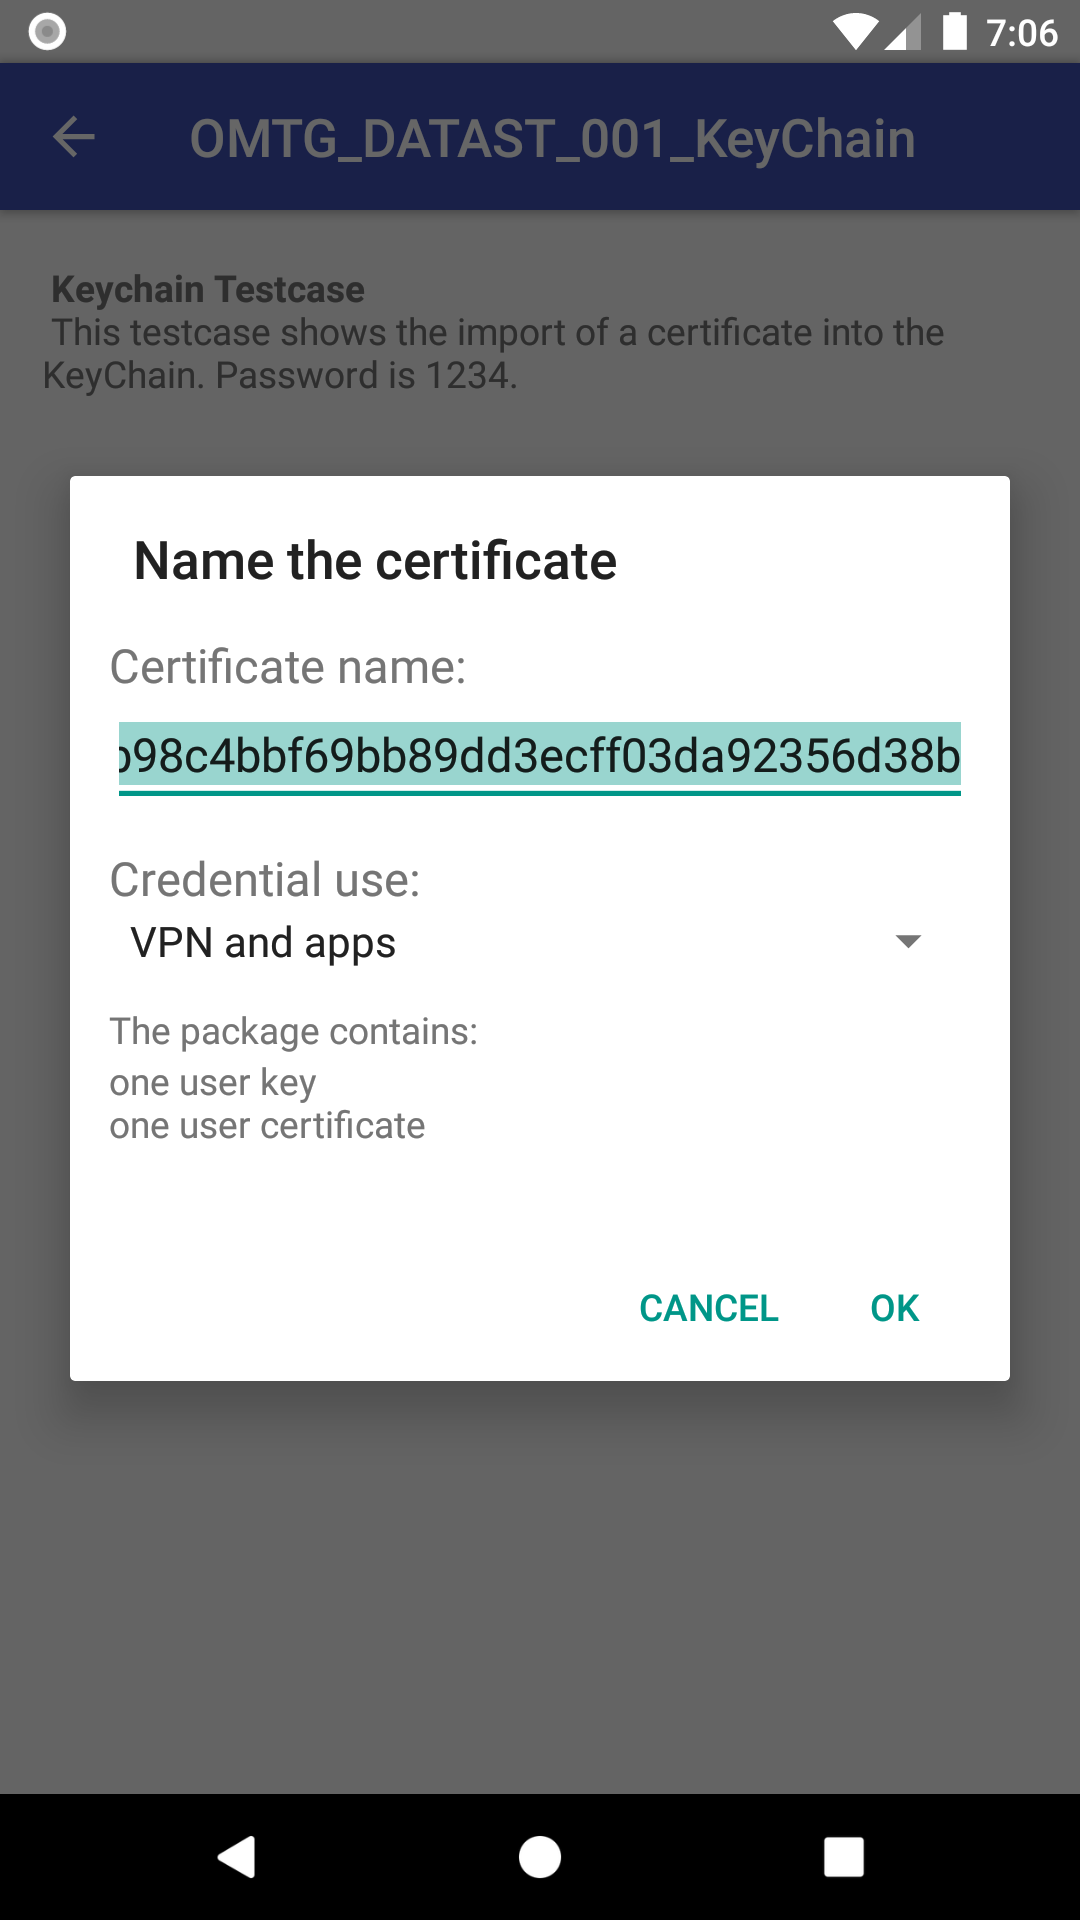 7:06
OMTG_DATAST_001_KeyChain
Keychain Testcase
This testcase shows the import of a certificate into the
KeyChain. Password is 1234.
Name the certificate
Certificate name:
b98c4bbf69bb89dd3ecff03da92356d38b
Credential use:
VPN and apps
The package contains:
one user key
one user certificate
CANCEL OK